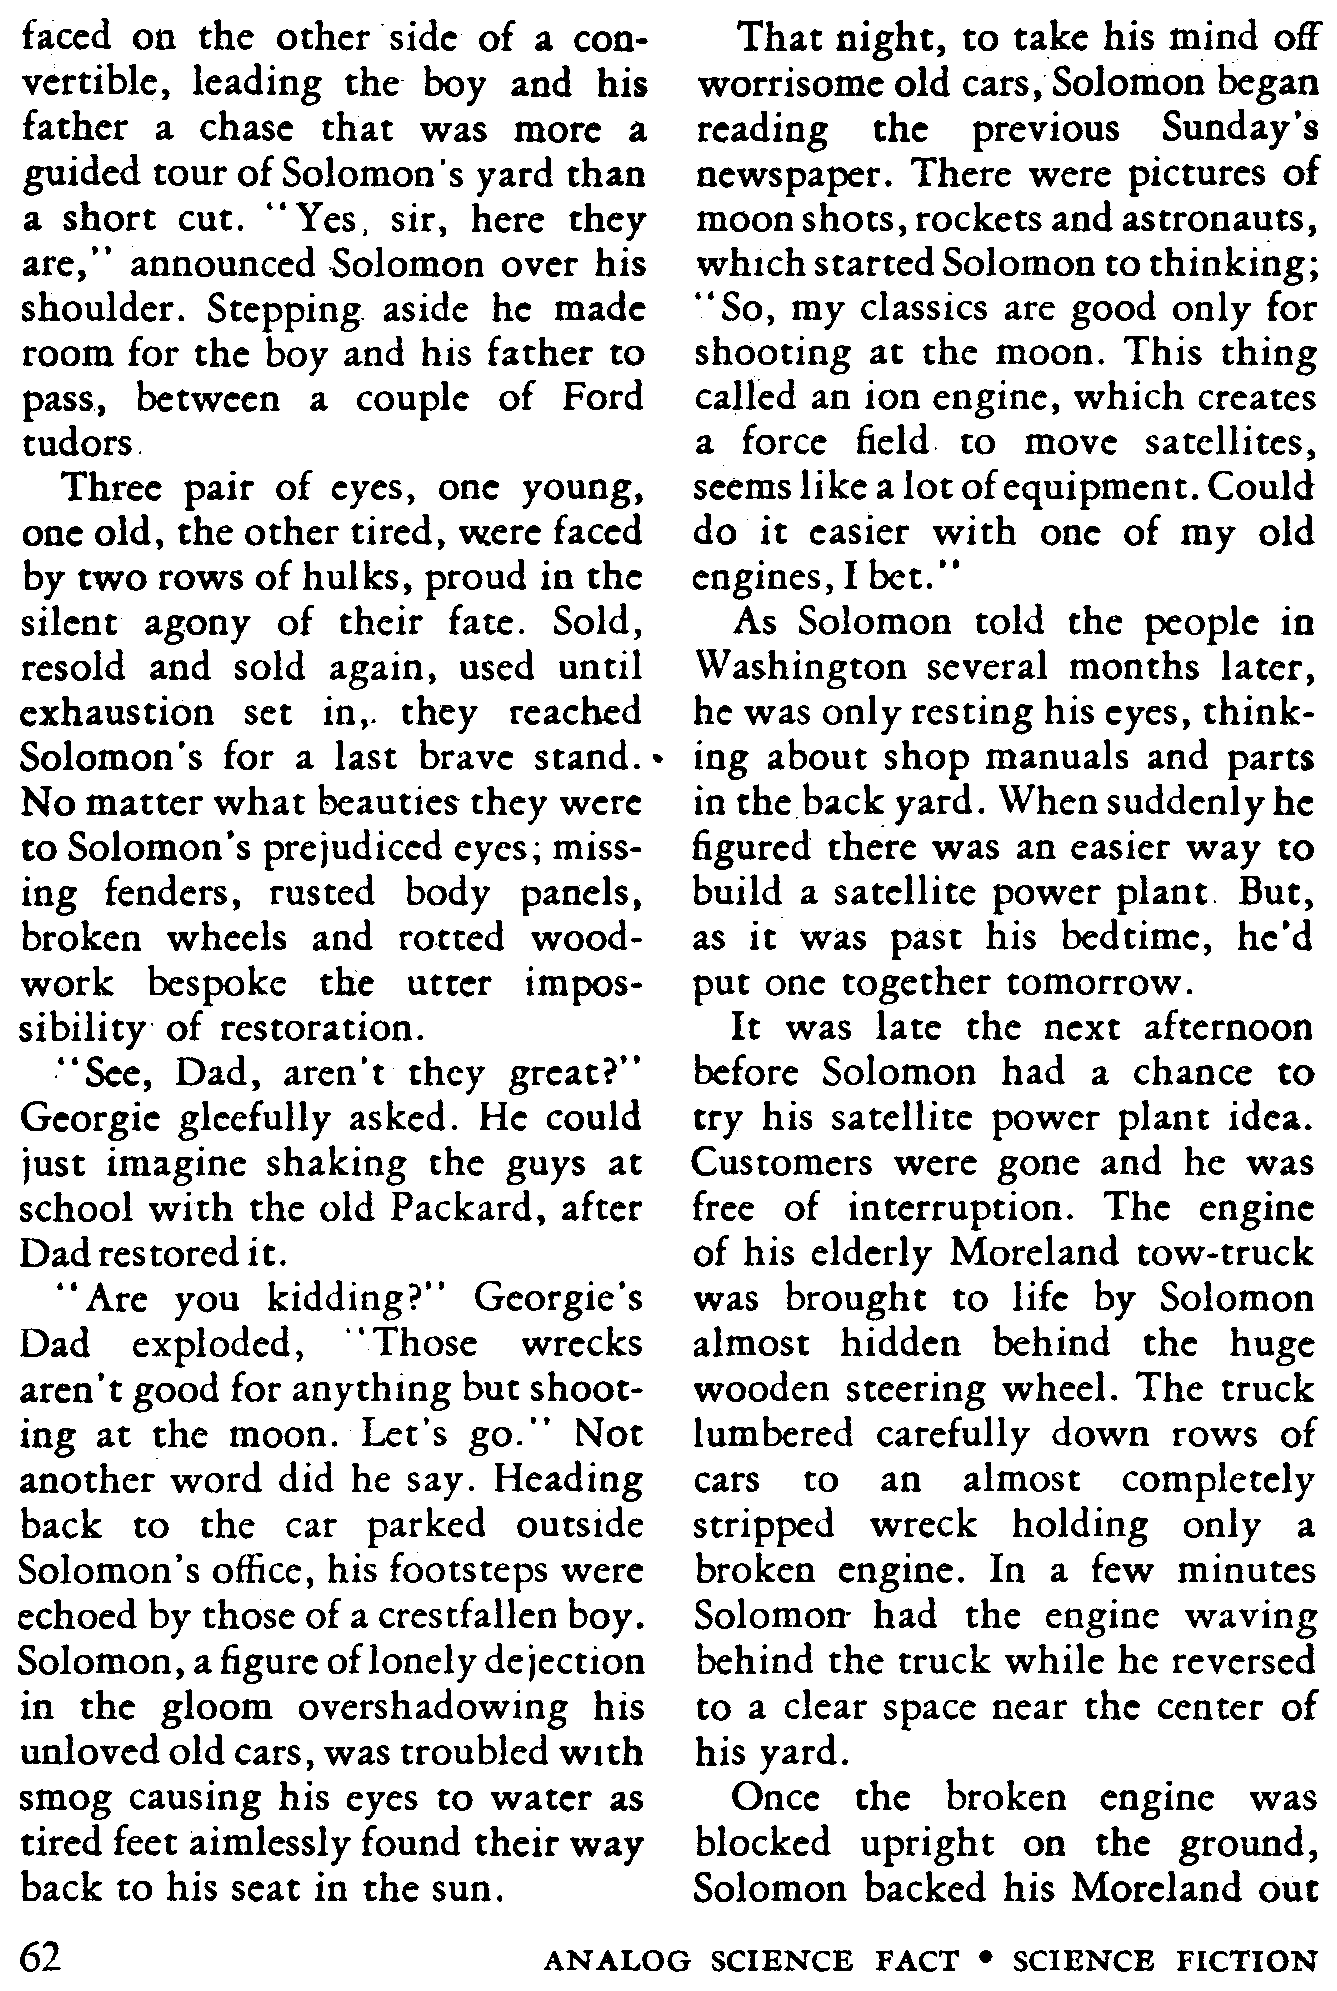 faced on the other side of a con-
vertible, leading the boy and his
father a chase that was more a
guided tour of Solomon's yard than
a short cut. "Yes, sir, here they
are," announced Solomon over his
shoulder. Stepping aside he made
room for the boy and his father to
pass, between a couple of Ford
tudors.
Three pair of eyes, one young,
one old, the other tired, were faced
by two rows of hulks, proud in the
silent agony of their fate. Sold,
resold and sold again, used until
exhaustion set in, they reached
Solomon's for a last brave stand.
No matter what beauties they were
to Solomon's prejudiced eyes; miss-
ing fenders, rusted body panels,
broken wheels and rotted wood-
work bespoke the utter impos-
sibility of restoration.
"See, Dad, aren't they great?"
Georgie gleefully asked. He could
just imagine shaking the guys at
school with the old Packard, after
Dad restored it.
"Are you kidding?" Georgie's
Dad exploded, "Those wrecks
aren't good for anything but shoot-
ing at the moon. Let's go." Not
another word did he say. Heading
back to the car parked outside
Solomon's office, his footsteps were
echoed by those of a crestfallen boy.
Solomon, a figure of lonely dejection
in the gloom overshadowing his
unloved old cars, was troubled with
smog causing his eyes to water as
tired feet aimlessly found their way
back to his seat in the sun.
That night, to take his mind off
worrisome old cars, Solomon began
reading the previous Sunday's
newspaper. There were pictures of
moon shots, rockets and astronauts,
which started Solomon to thinking;
"So, my classics are good only for
shooting at the moon. This thing
called an ion engine, which creates
a force field to move satellites,
seems like a lot of equipment. Could
do it easier with one of my old
engines, I bet."
As Solomon told the people in
Washington several months later,
he was only resting his eyes, think-
ing about shop manuals and parts
in the back yard. When suddenly he
figured there was an easier way to
build a satellite power plant. But,
as it was past his bedtime, he'd
put one together tomorrow.
It was late the next afternoon
before Solomon had a chance to
try his satellite power plant idea.
Customers were gone and he was
free of interruption. The engine
of his elderly Moreland tow-truck
was brought to life by Solomon
almost hidden behind the huge
wooden steering wheel. The truck
lumbered carefully down rows of
cars to an almost completely
stripped wreck holding only a
broken engine. In a few minutes
Solomon had the engine waving
behind the truck while he reversed
to a clear space near the center of
his yard.
Once the broken engine was
blocked upright on the ground,
Solomon backed his Moreland out
62
ANALOG SCIENCE FACT • SCIENCE FICTION